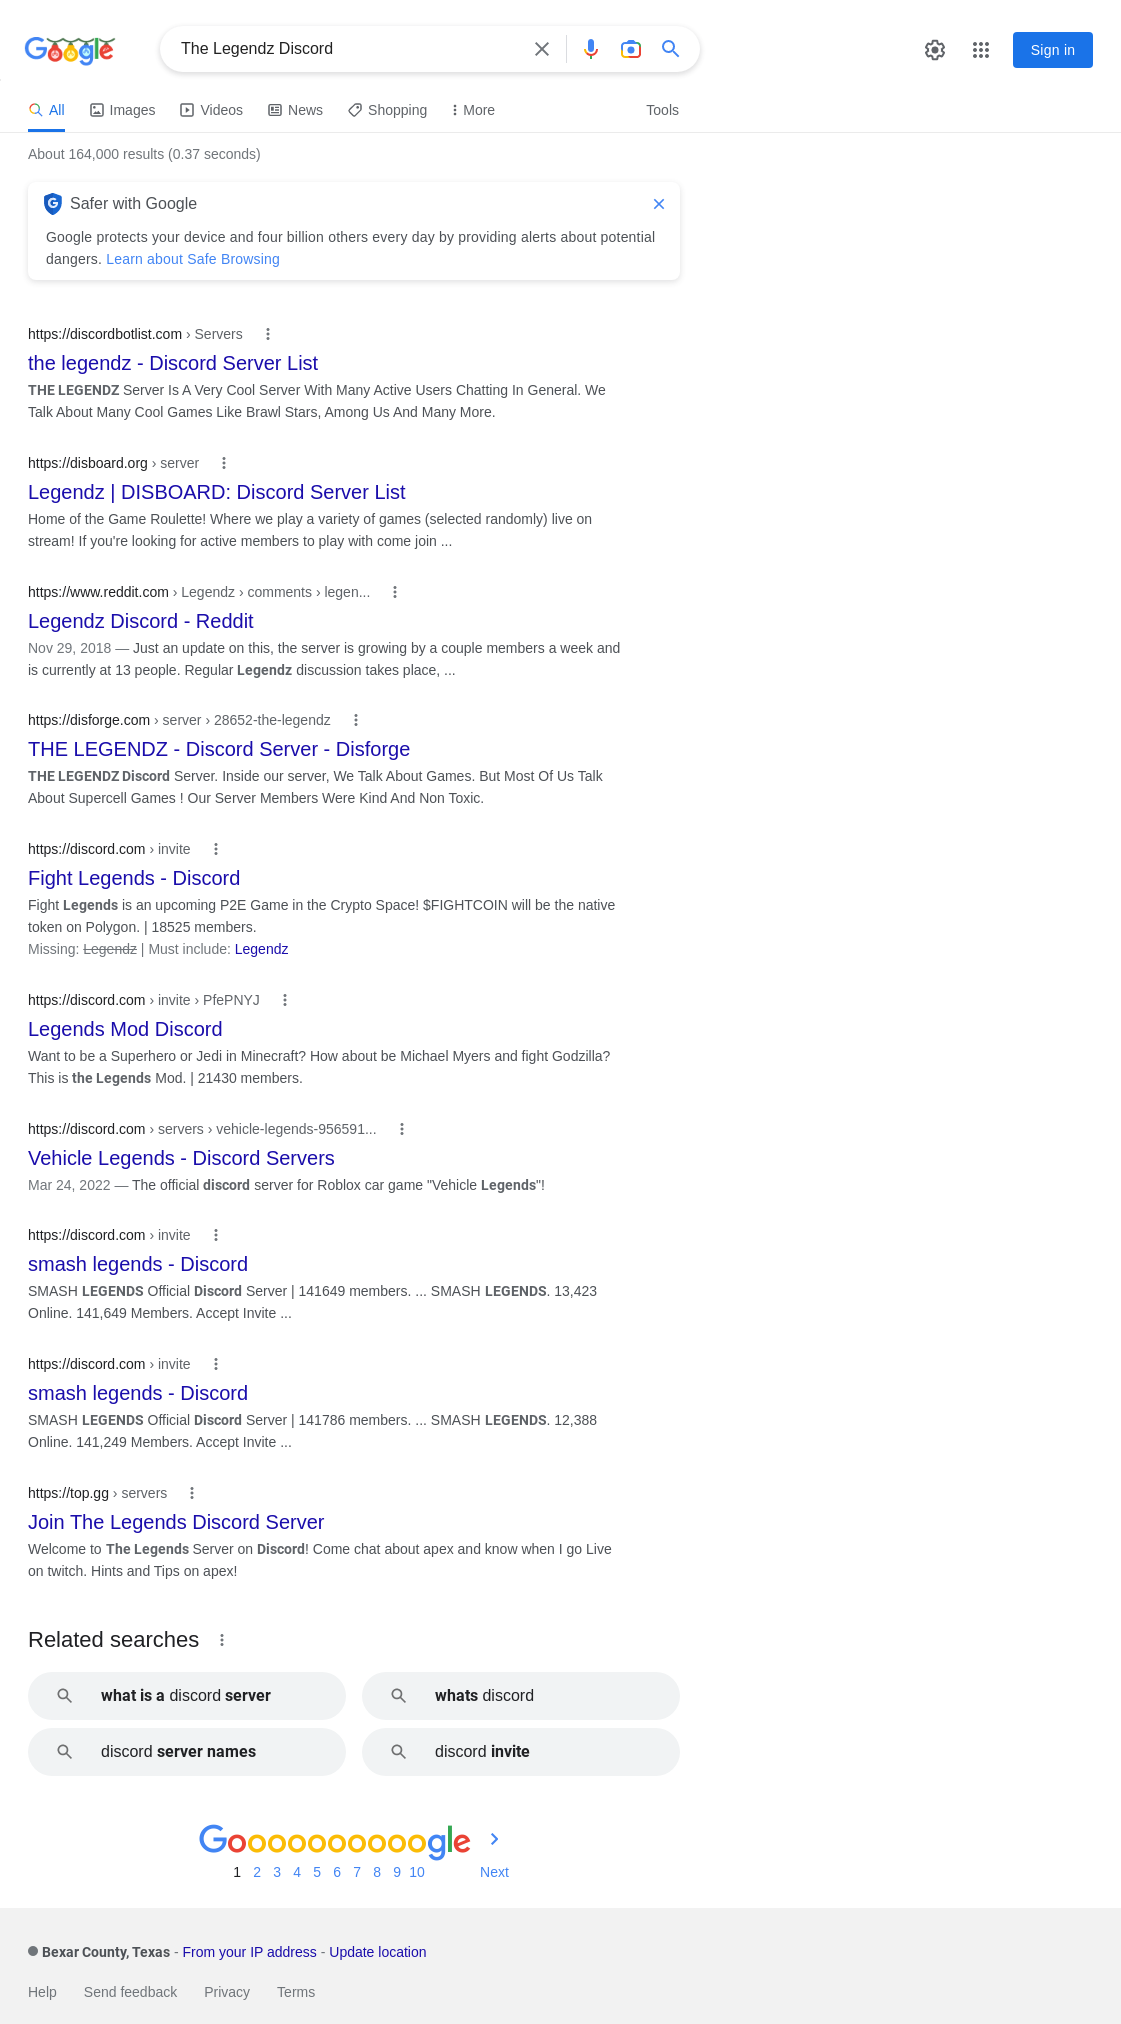 Google
The Legendz Discord
Sign in
All
Images
Videos
News
Shopping
More
Tools
About 164,000 results (0.37 seconds)
Safer with Google
Google protects your device and four billion others every day by providing alerts about potential
dangers. Learn about Safe Browsing
https://discordbotlist.com › Servers
the legendz - Discord Server List
THE LEGENDZ Server Is A Very Cool Server With Many Active Users Chatting In General. We
Talk About Many Cool Games Like Brawl Stars, Among Us And Many More.
https://disboard.org › server
Legendz | DISBOARD: Discord Server List
Home of the Game Roulette! Where we play a variety of games (selected randomly) live on
stream! If you're looking for active members to play with come join ...
https://www.reddit.com › Legendz › comments › legen...
Legendz Discord - Reddit
Nov 29, 2018 — Just an update on this, the server is growing by a couple members a week and
is currently at 13 people. Regular Legendz discussion takes place, ...
https://disforge.com › server › 28652-the-legendz
THE LEGENDZ - Discord Server - Disforge
THE LEGENDZ Discord Server. Inside our server, We Talk About Games. But Most Of Us Talk
About Supercell Games ! Our Server Members Were Kind And Non Toxic.
https://discord.com › invite
Fight Legends - Discord
Fight Legends is an upcoming P2E Game in the Crypto Space! $FIGHTCOIN will be the native
token on Polygon. | 18525 members.
Missing: Legendz | Must include: Legendz
https://discord.com › invite › PfePNYJ
Legends Mod Discord
Want to be a Superhero or Jedi in Minecraft? How about be Michael Myers and fight Godzilla?
This is the Legends Mod. | 21430 members.
https://discord.com › servers › vehicle-legends-956591...
Vehicle Legends - Discord Servers
Mar 24, 2022 — The official discord server for Roblox car game "Vehicle Legends"!
https://discord.com › invite
smash legends - Discord
SMASH LEGENDS Official Discord Server | 141649 members. ... SMASH LEGENDS. 13,423
Online. 141,649 Members. Accept Invite ...
https://discord.com › invite
smash legends - Discord
SMASH LEGENDS Official Discord Server | 141786 members. ... SMASH LEGENDS. 12,388
Online. 141,249 Members. Accept Invite ...
https://top.gg › servers
Join The Legends Discord Server
Welcome to The Legends Server on Discord! Come chat about apex and know when I go Live
on twitch. Hints and Tips on apex!
Related searches
what is a discord server
whats discord
discord server names
discord invite
Goooooooooogle
1 2 3 4 5 6 7 8 9 10 Next
Bexar County, Texas - From your IP address - Update location
Help Send feedback Privacy Terms